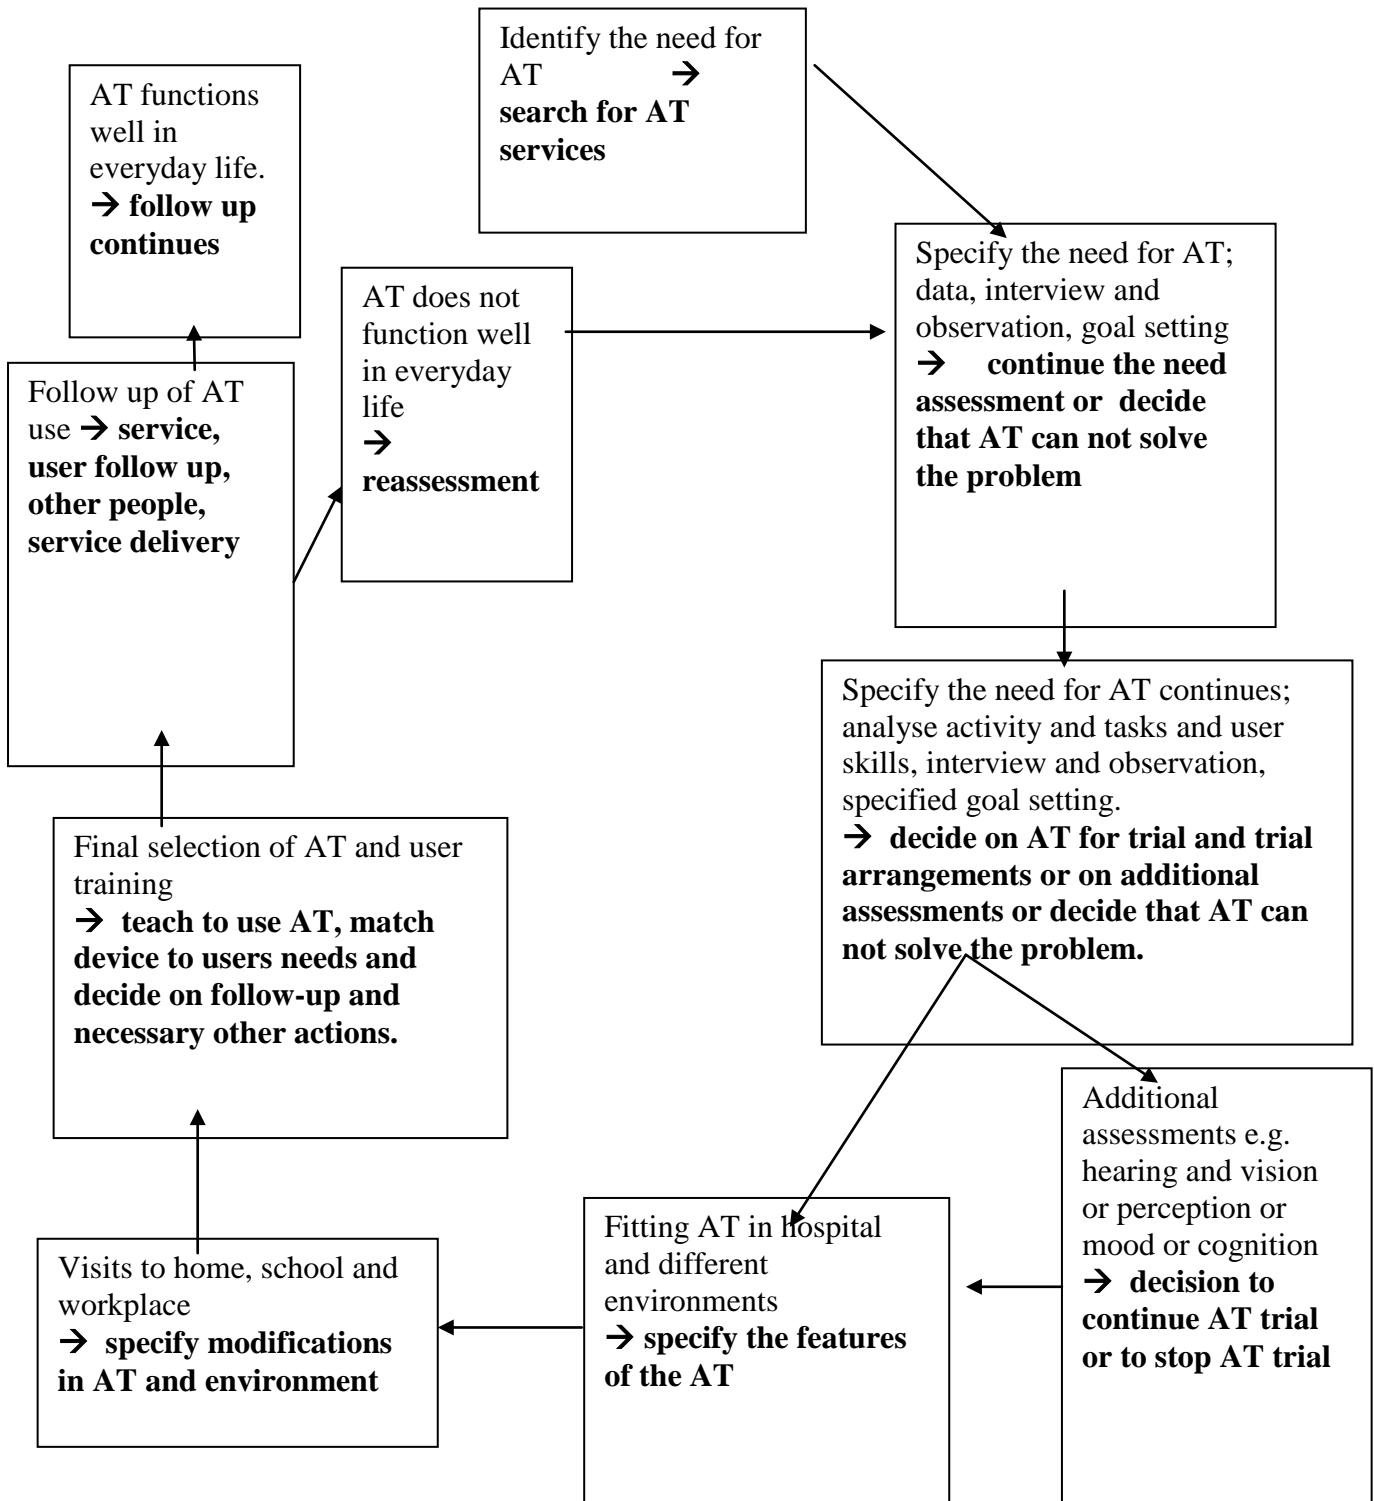 Identify the need for
AT →
search for AT
services
AT functions
well in
everyday life.
→ follow up
continues
Specify the need for AT;
data, interview and
observation, goal setting
→ continue the need
assessment or decide
that AT can not solve
the problem
AT does not
function well
in everyday
life
→
reassessment
Follow up of AT
use → service,
user follow up,
other people,
service delivery
Specify the need for AT continues;
analyse activity and tasks and user
skills, interview and observation,
specified goal setting.
→ decide on AT for trial and trial
arrangements or on additional
assessments or decide that AT can
not solve the problem.
Final selection of AT and user
training
→ teach to use AT, match
device to users needs and
decide on follow-up and
necessary other actions.
Additional
assessments e.g.
hearing and vision
or perception or
mood or cognition
→ decision to
continue AT trial
or to stop AT trial
Fitting AT in hospital
and different
environments
→ specify the features
of the AT
Visits to home, school and
workplace
→ specify modifications
in AT and environment